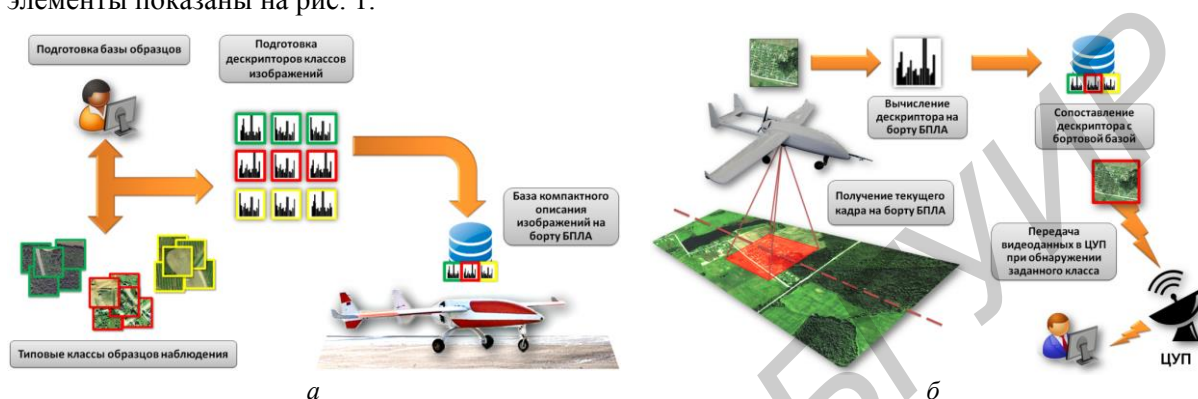 элементы показаны на рис. 1.
Подготовка базы образцов
Подготовка
дескрипторов классов
изображений
База компактного
описания
изображений на
борту БПЛА
Типовые классы образцов наблюдения
а
Вычисление
дескриптора на
борту БПЛА
Сопоставление
дескриптора с
бортовой базой
Получение текущего
кадра на борту БПЛА
Передача
видеоданных в ЦУП
при обнаружении
заданного класса
ЦУП
б
БГУИР